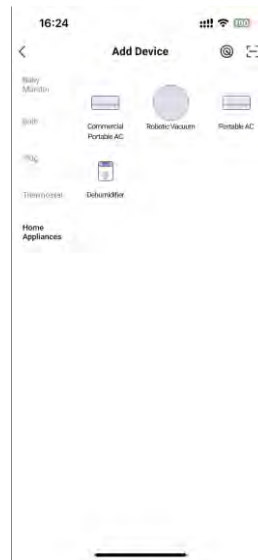 16:24
100
Add Device
Baby
Monitor
Bulb
Plug
Thermostat
Home
Appliances
Commercial
Portable AC
Robotic Vacuum
Portable AC
Dehumidifier